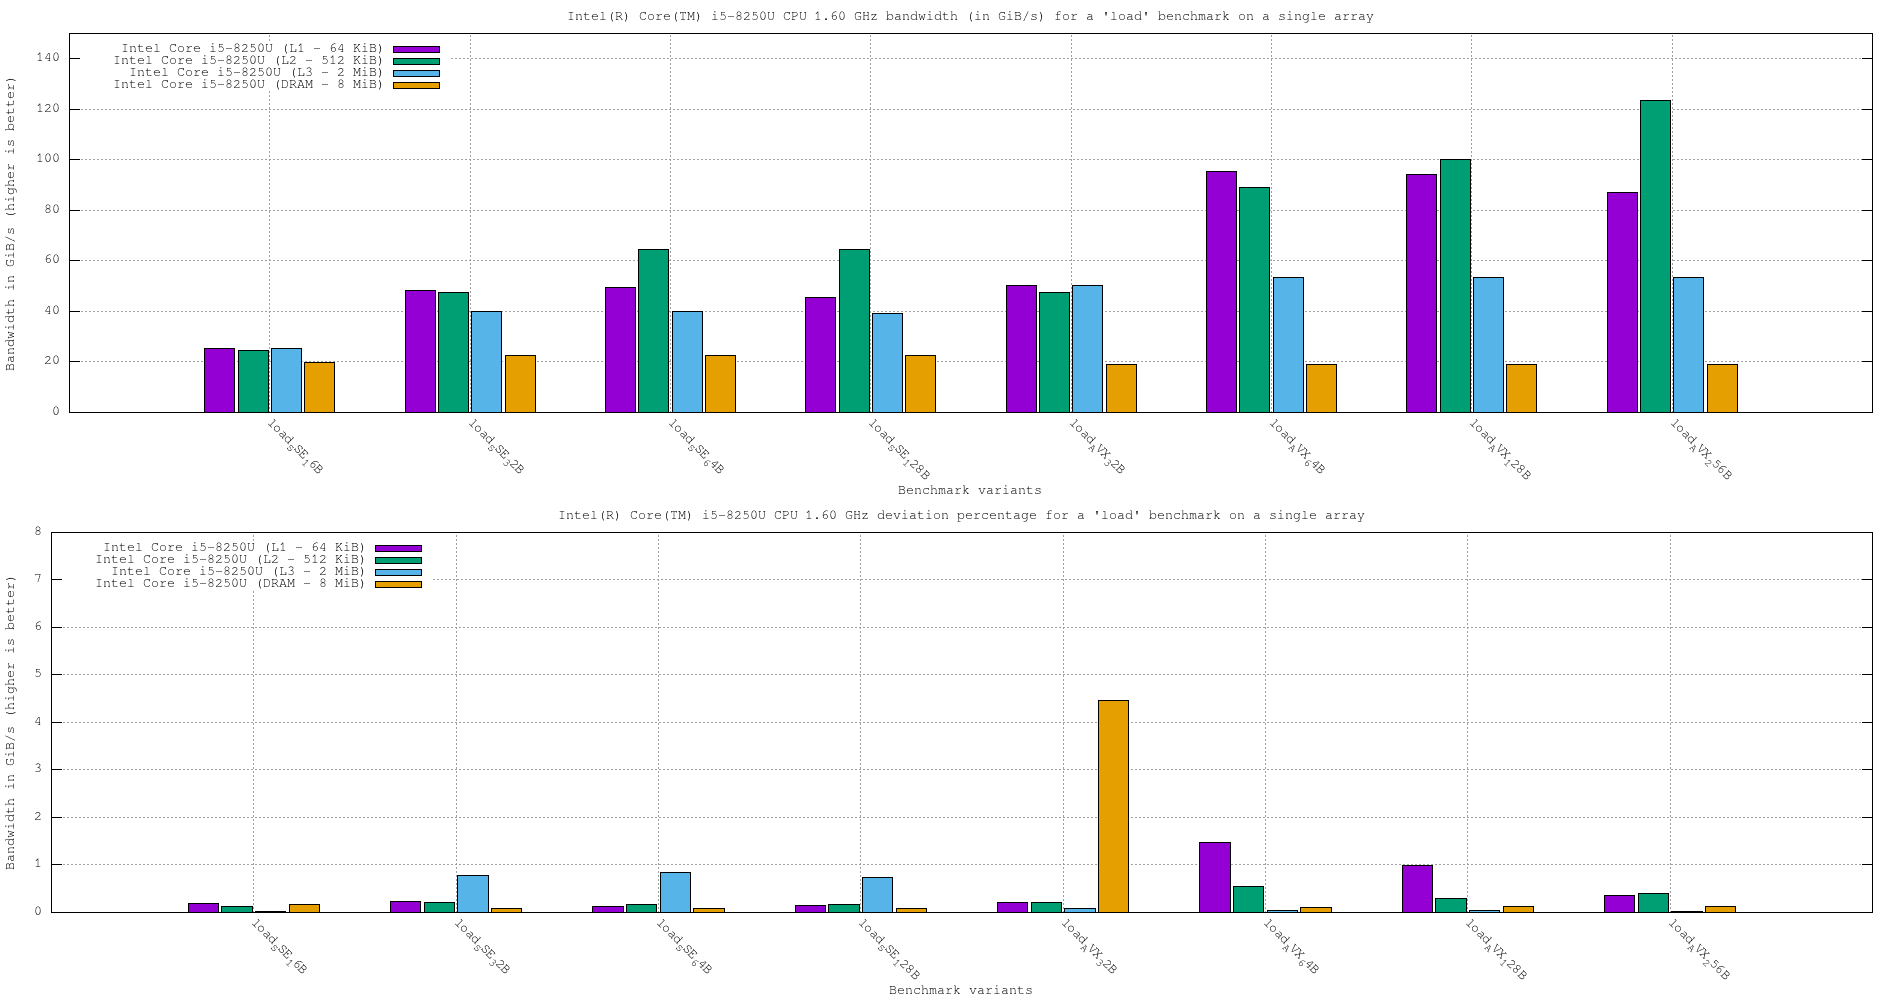 Intel(R) Core(TM) i5-8250U CPU 1.60 GHz bandwidth (in GiB/s) for a 'load' benchmark on a single array
Intel Core i5-8250U (L1 - 64 KiB)
Intel Core i5-8250U (L2 - 512 KiB)
Intel Core i5-8250U (L3 - 2 MiB)
Intel Core i5-8250U (DRAM - 8 MiB)
Bandwidth in GiB/s (higher is better)
140
120
100
80
60
40
20
0
load_SSE_16B
load_SSE_32B
load_SSE_64B
load_SSE_128B
load_AVX_32B
load_AVX_64B
load_AVX_128B
load_AVX_256B
Benchmark variants
Intel(R) Core(TM) i5-8250U CPU 1.60 GHz deviation percentage for a 'load' benchmark on a single array
Intel Core i5-8250U (L1 - 64 KiB)
Intel Core i5-8250U (L2 - 512 KiB)
Intel Core i5-8250U (L3 - 2 MiB)
Intel Core i5-8250U (DRAM - 8 MiB)
Bandwidth in GiB/s (higher is better)
8
7
6
5
4
3
2
1
0
load_SSE_16B
load_SSE_32B
load_SSE_64B
load_SSE_128B
load_AVX_32B
load_AVX_64B
load_AVX_128B
load_AVX_256B
Benchmark variants